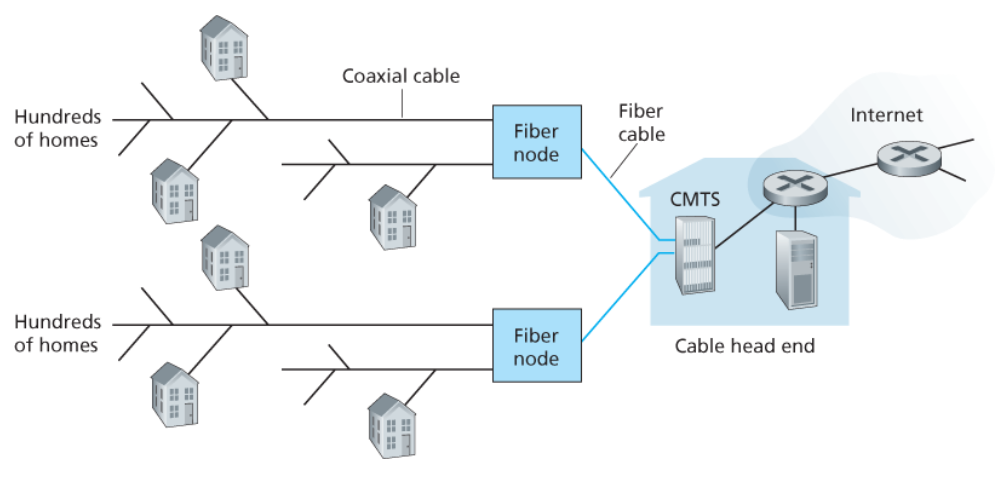 Coaxial cable
Hundreds
of homes
Fiber
node
Fiber
cable
Internet
CMTS
Hundreds
of homes
Fiber
node
Cable head end